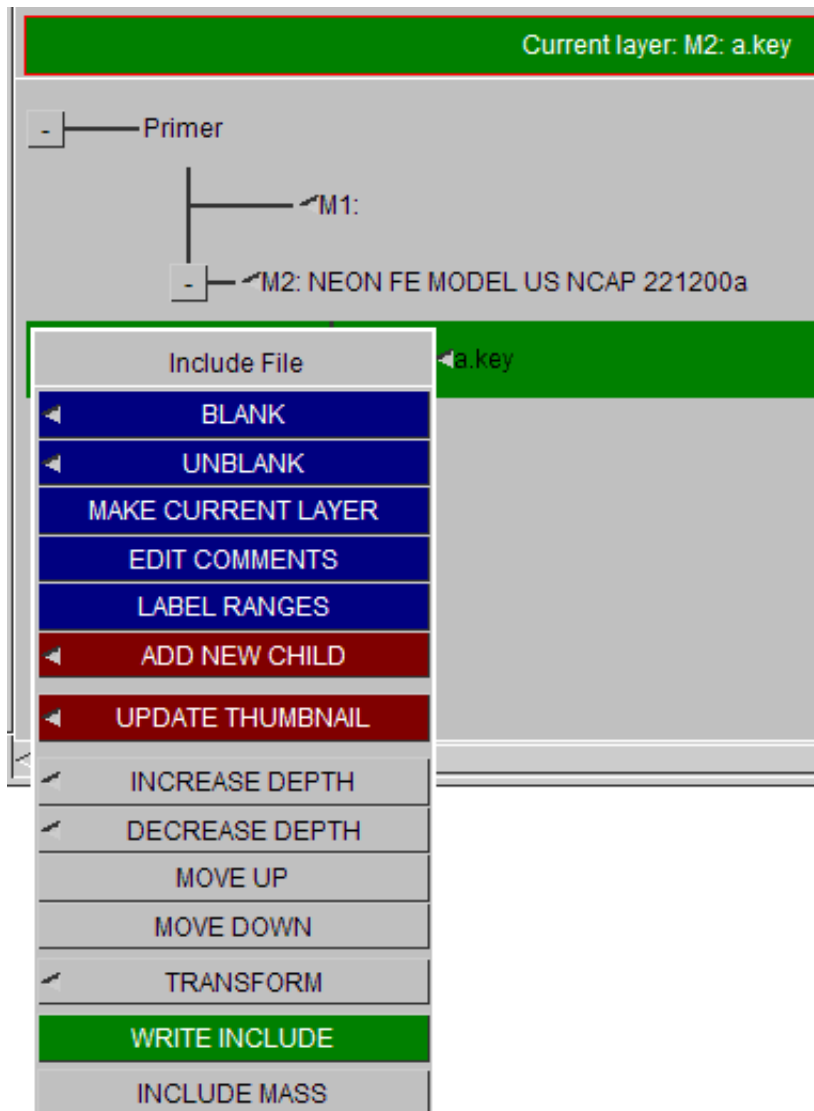 Current layer: M2: a.key
- Primer
M1:
- M2: NEON FE MODEL US NCAP 221200a
a.key
Include File
BLANK
UNBLANK
MAKE CURRENT LAYER
EDIT COMMENTS
LABEL RANGES
ADD NEW CHILD
UPDATE THUMBNAIL
INCREASE DEPTH
DECREASE DEPTH
MOVE UP
MOVE DOWN
TRANSFORM
WRITE INCLUDE
INCLUDE MASS